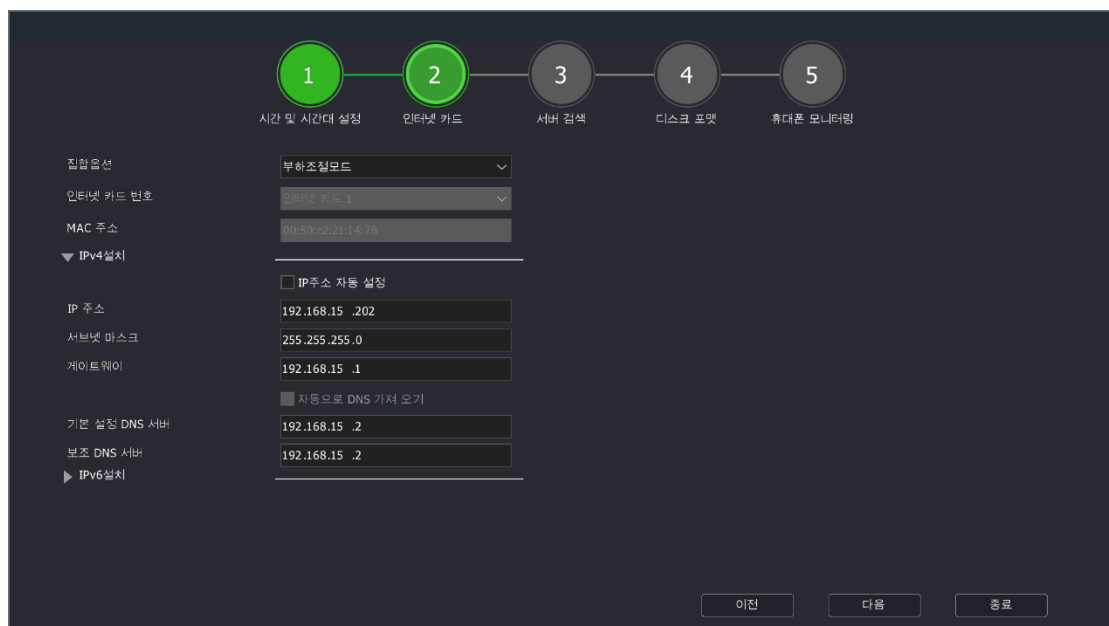 1 2 3 4 5
시간 및 시간대 설정 인터넷 카드 서버 검색 디스크 포맷 휴대폰 모니터링
집합옵션 부하조절모드
인터넷 카드 번호 인터넷 카드 1
MAC 주소 00:50:c2:21:14:78
IPv4설치
IP주소 자동 설정
IP 주소 192.168.15 .202
서브넷 마스크 255.255.255.0
게이트웨이 192.168.15 .1
자동으로 DNS 가져 오기
기본 설정 DNS 서버 192.168.15 .2
보조 DNS 서버 192.168.15 .2
IPv6설치
이전 다음 종료